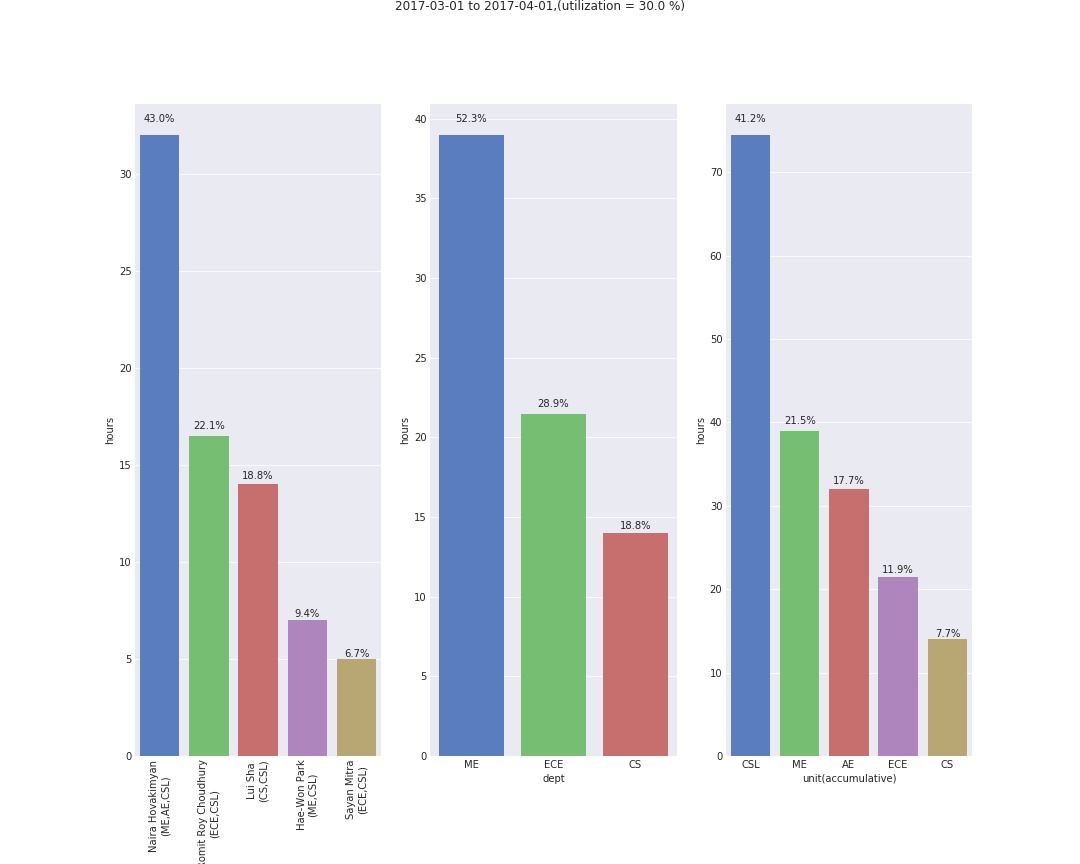 2017-03-01 to 2017-04-01,(utilization = 30.0 %)
43.0%
22.1%
18.8%
9.4%
6.7%
30
25
20
15
10
5
0
hours
Naira Hovakimyan
(ME,AE,CSL)
Roy Choudhury
(ECE,CSL)
Lui Sha
(CS,CSL)
Hae-Won Park
(ME,CSL)
Sayan Mitra
(ECE,CSL)
52.3%
28.9%
18.8%
40
35
30
25
20
15
10
5
0
hours
ME
ECE
CS
dept
41.2%
21.5%
17.7%
11.9%
7.7%
70
60
50
40
30
20
10
0
hours
CSL
ME
AE
ECE
CS
unit(accumulative)